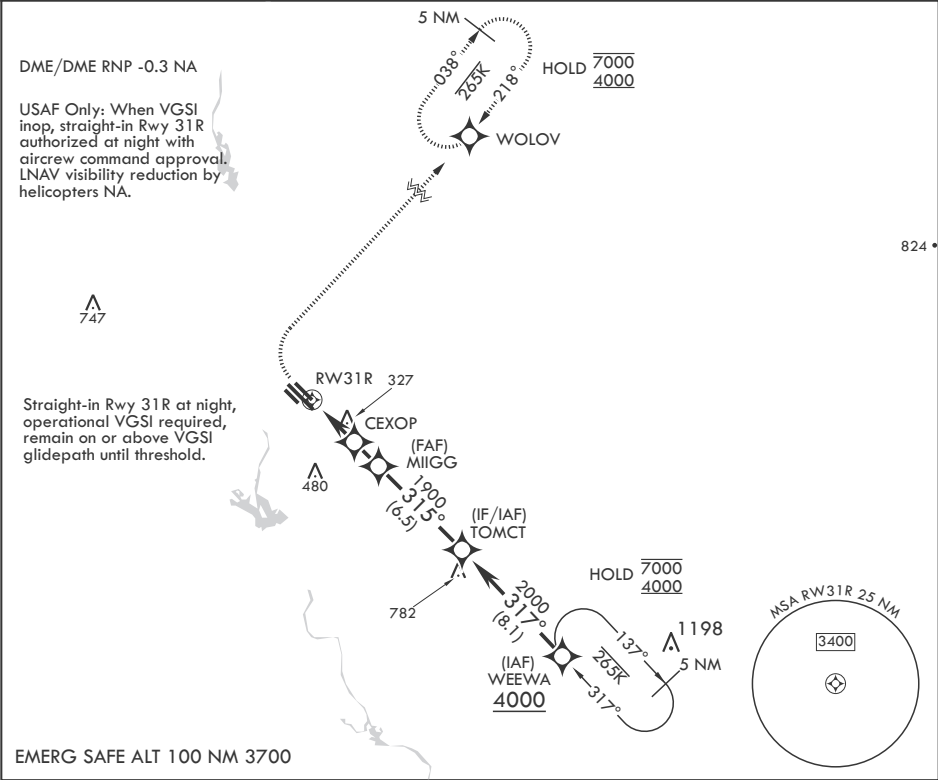 5 NM
038°
265K
218°
HOLD 7000
4000
WOLOV
DME/DME RNP -0.3 NA
USAF Only: When VGSI
inop, straight-in Rwy 31R
authorized at night with
aircrew command approval.
LNAV visibility reduction by
helicopters NA.
824
747
RW31R
327
CEXOP
Straight-in Rwy 31R at night,
operational VGSI required,
remain on or above VGSI
glidepath until threshold.
(FAF)
MIIGG
480
1900
315°
(6.5)
(IF/IAF)
TOMCT
782
2000
317°
(8.1)
HOLD 7000
4000
137°
265K
317°
1198
5 NM
(IAF)
WEEWA
4000
MSA RW31R 25 NM
3400
EMERG SAFE ALT 100 NM 3700